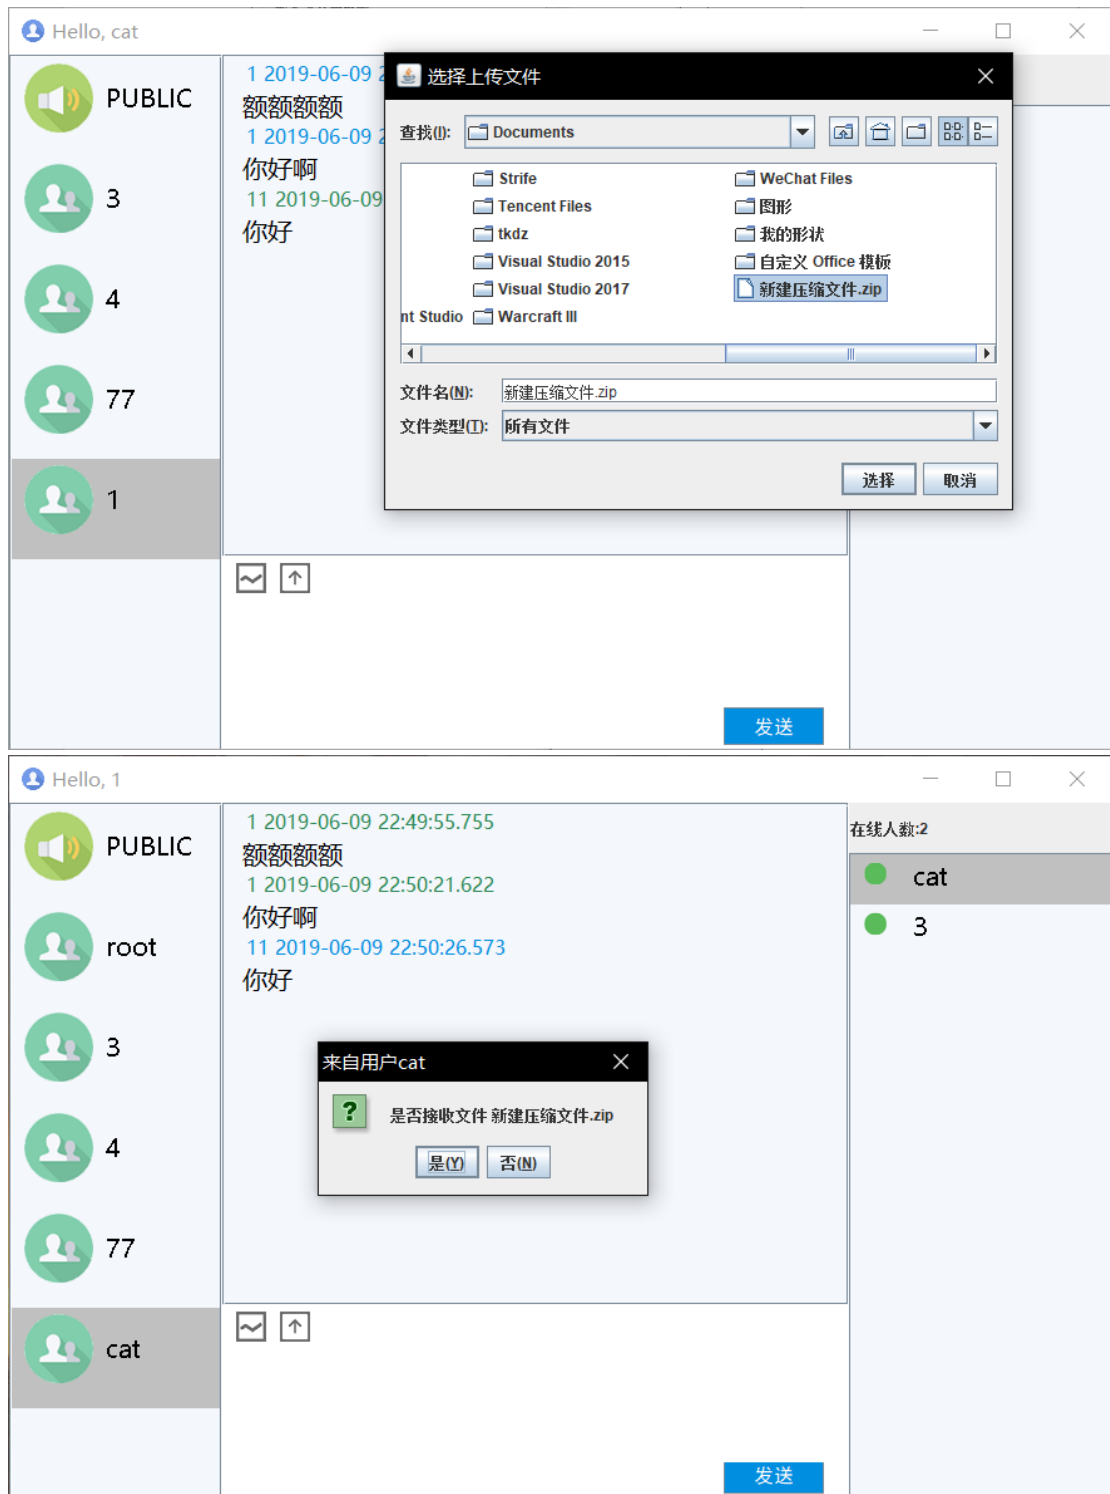 Hello, cat
PUBLIC
3
4
77
1
1 2019-06-09
额额额额
1 2019-06-09
你好啊
11 2019-06-09
你好
选择上传文件
查找(I):
Documents
Strife
WeChat Files
Tencent Files
图形
tkdz
我的形状
Visual Studio 2015
自定义 Office 模板
Visual Studio 2017
新建压缩文件.zip
nt Studio
Warcraft III
文件名(N):
新建压缩文件.zip
文件类型(T):
所有文件
选择
取消
发送
Hello, 1
PUBLIC
root
3
4
77
cat
1 2019-06-09 22:49:55.755
额额额额
1 2019-06-09 22:50:21.622
你好啊
11 2019-06-09 22:50:26.573
你好
来自用户cat
是否接收文件 新建压缩文件.zip
是(Y)
否(N)
发送
在线人数:2
cat
3